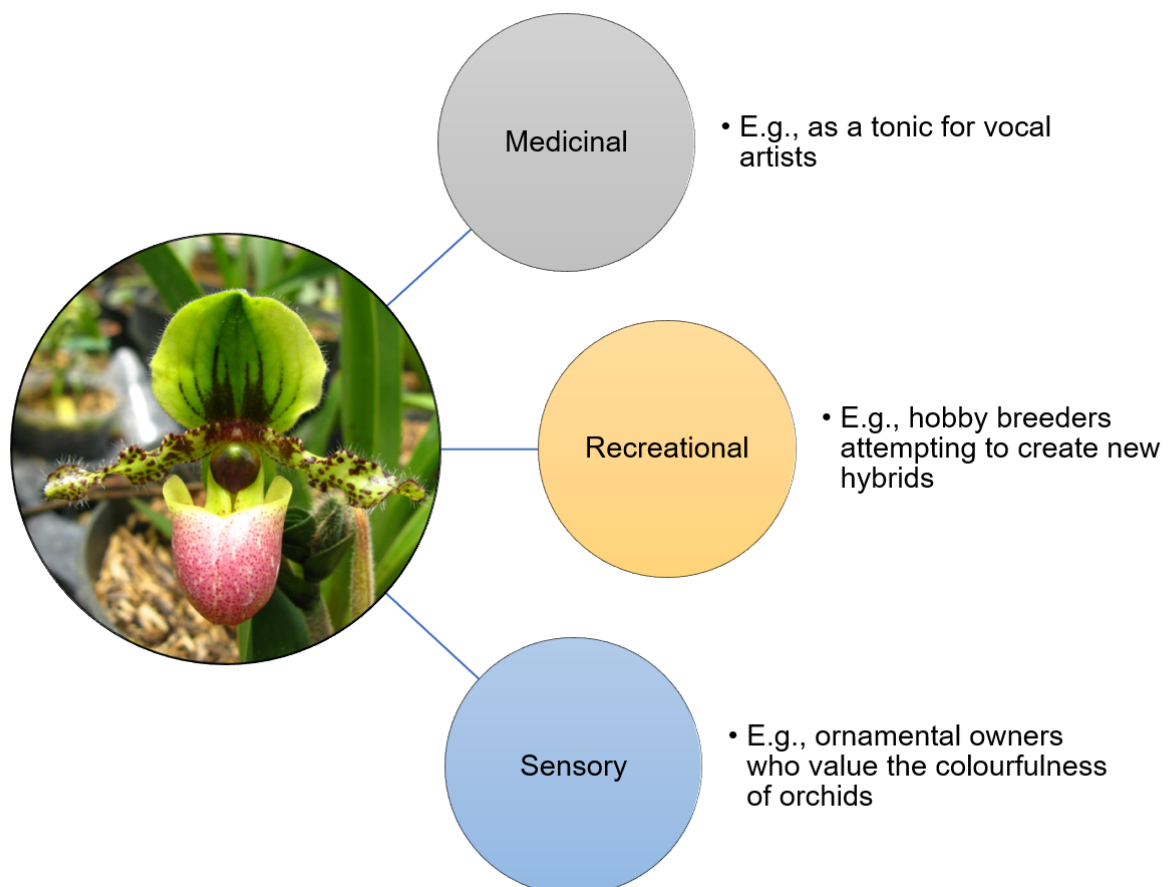 Medicinal
• E.g., as a tonic for vocal
artists
Recreational
• E.g., hobby breeders
attempting to create new
hybrids
Sensory
• E.g., ornamental owners
who value the colourfulness
of orchids